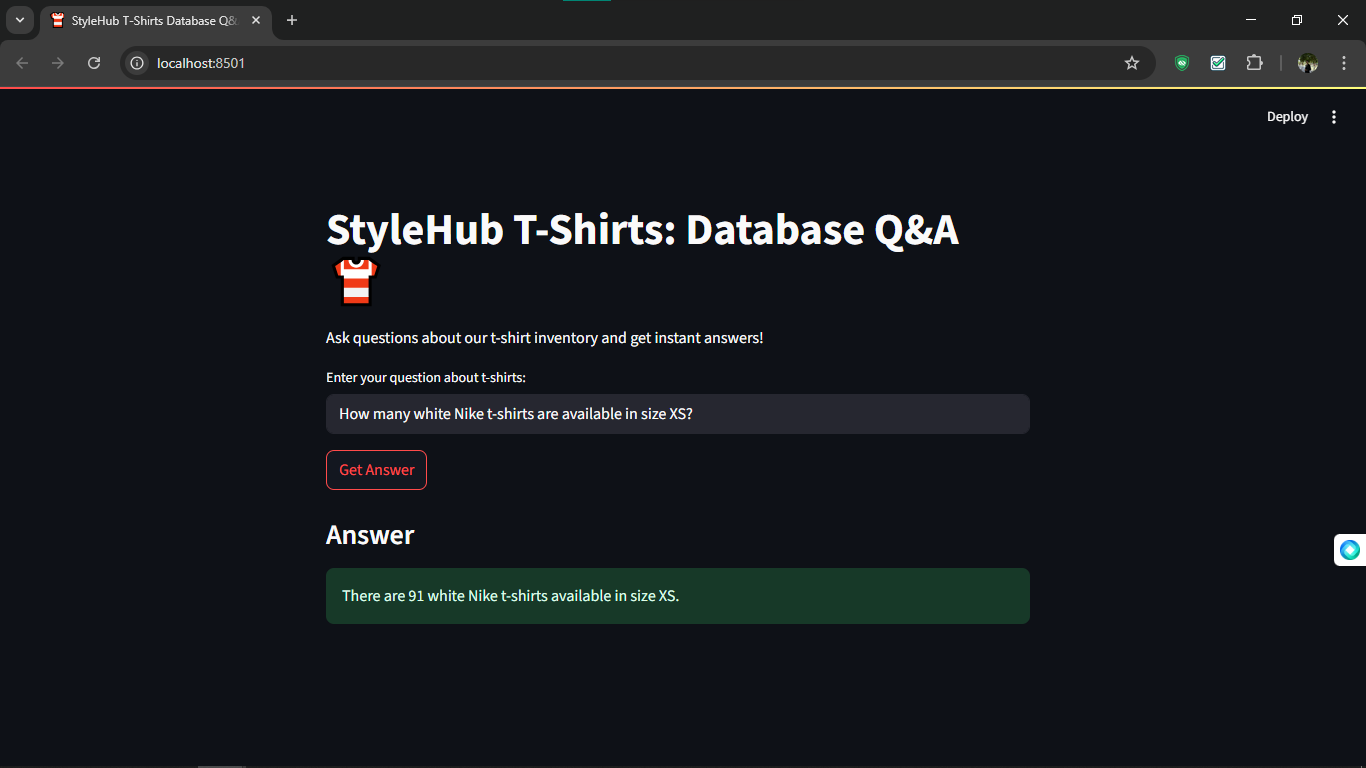 StyleHub T-Shirts Database Q&
localhost:8501
Deploy
StyleHub T-Shirts: Database Q&A
Ask questions about our t-shirt inventory and get instant answers!
Enter your question about t-shirts:
How many white Nike t-shirts are available in size XS?
Get Answer
Answer
There are 91 white Nike t-shirts available in size XS.